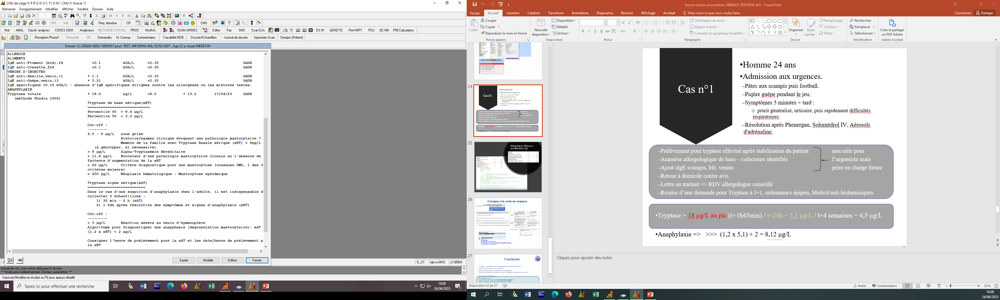 CHU de Liège !!! P R O D U C T I O N / CHU !!! Oracle 11
Démarrer Enregistrement Modifier Afficher Fenêtre Dossier Aide
CNF VAL Req. étendue CR CMD
Mat ANAL Classif. analyses CODES DEM. Analyseurs METHODES D'EVAL. PROC ModWL SCAN URINES Editer Fax SMS Scan Ech DS IH GENETIC Print NIPT PCU QC NN P50 Calculation
Reception Phase1 Demande CR Demandes Id. Corresp. Commentaires Tracabilité NDB Dossier/Echantillon Journal de dossier Specimen Scan Omnipro (Patient)
Dossier 12-230626-0002/10893857 pour 'TEST, INFORMA (M), 02/02/2001', Age 22 a, Issuer MEDECIN
ALLERGIE
ALIMENTS
IgE anti-Froment (blé),f4 <0.1 kUA/L <0.35 GADR
IgE anti-Crevette,f24 <0.1 kUA/L <0.35 GADR
VENINS D'INSECTES
IgE anti-Abeille,venin,i1 * 1.1 kUA/L <0.35 GADR
IgE anti-Guêpe,venin,i3 * 5.21 kUA/L <0.35 GADR
IgE spécifiques <0.10 kUA/L : absence d'IgE spécifiques dirigées contre les allergènes ou les mixtures testés.
ANAPHYLAXIE
Tryptase totale * 18.0 µg/L <8.0 * 13.2 17/04/23 GADR
(méthode Phadia 1000)
Tryptase de base sérique(sBT)
============================
Percentile 95 = 8.4 µg/L
Percentile 50 = 3.3 µg/L
Cut-off :
---------
6.5 - 8 µg/L zone grise
Histoire/examen clinique évoquant une pathologie mastocytaire ?
Membre de la famille avec Tryptase Basale sérique (sBT) > 8µg/L
(à génotyper, si nécessaire)
> 8 µg/L Alpha-Tryptasémie Héréditaire
> 11.4 µg/L Evocateur d'une pathologie mastocytaire clonale en l'absence de
facteurs d'augmentation de la sBT
> 20 µg/L Critère diagnostique pour une mastocytose (consensu OMS, 1 des 3
critères majeurs)
> 200 µg/L Néoplasie hématologique - Mastocytose systémique
Tryptase aigüe sérique(sAT)
==========================
Dans le cas d'une suspicion d'anaphylaxie chez l'adulte, il est indispensable d
collecter 2 échantillons :
1) 30 min - 2 h (sAT)
2) > 24h après résolution des symptômes et signes d'anaphylaxie (sBT)
Cut-off :
---------
> 5 µg/L Réaction sévère au venin d'hyménoptère
Algorithme pour diagnostiquer une anapyhaxie (dégranulation mastocytaire): sAT
(1.2 x sBT) + 2 µg/L
Consigner l'heure de prélèvement pour la sAT et les date/heure de prélèvement p
la sBT
Sauter Modèle Edition Fermer
D_ST lab-w-0410 c138564
Demande rast_norm existe déjà pour le dossier
*** Mode pour redimensionner: Derniers paramètres ***
Saisissez/Modifiez le résultat ou F6 pour aperçu détaillé
Tapez ici pour effectuer une recherche
16:00
26/06/2023
bonne version presentation 29062023 TRYPTASE ALK - PowerPoint
Fichier Accueil Insertion Création Transitions Animations Diaporama Révision Affichage Acrobat Dites-nous ce que vous voulez faire.. Connexion Partager
Coller
Couper
Copier
Reproduire la mise en forme
Presse-papiers
Nouvelle diapositive
Disposition
Rétablir
Section
Diapositives
Police
Orientation du texte
Aligner le texte
Convertir en graphique SmartArt
Paragraphe
Organiser
Styles rapides
Remplissage
Contour
Effets
Dessin
Rechercher
Remplacer
Sélectionner
Modification
Créer et partager un PDF Adobe
Adobe Acrobat
24
Cas n°1
25
Allergologue J28 jours=
sensibilisation IgE
26
Consignes à la sortie des urgences
27
Conclusion
Cas n°1
•Homme 24 ans
•Admission aux urgences.
–Pâtes aux scampis puis football.
–Piqûre guêpe pendant le jeu,
–Symptômes 5 minutes + tard :
o prurit généralisé, urticaire, puis rapidement difficultés
respiratoires.
–Résolution après Phenergan, Solumédrol IV, Aérosols
d'adrénaline.
–Prélèvement pour tryptase effectué après stabilisation du patient non utile pour
–Anamèse allergologique de base – cofacteurs identifiés l'urgentiste mais
–Ajout sIgE scampis, blé, venins prise en charge future
–Retour à domicile contre avis
–Lettre au traitant => RDV allergologue conseillé
–Remise d'une demande pour Tryptase à J+1, ordonnance épipen, Medrol/anti-histaminiques.
•Tryptase = 18 µg/L au pic (t+1h45min) / t+24h = 5,1 µg/L / t+4 semaines = 4,5 µg/L
•Anaphylaxie => >>> (1,2 x 5,1) + 2 = 8,12 µg/L
Cliquez pour ajouter des notes
Diapositive 24 de 27 Notes Commentaires 18 %
16:00
26/06/2023